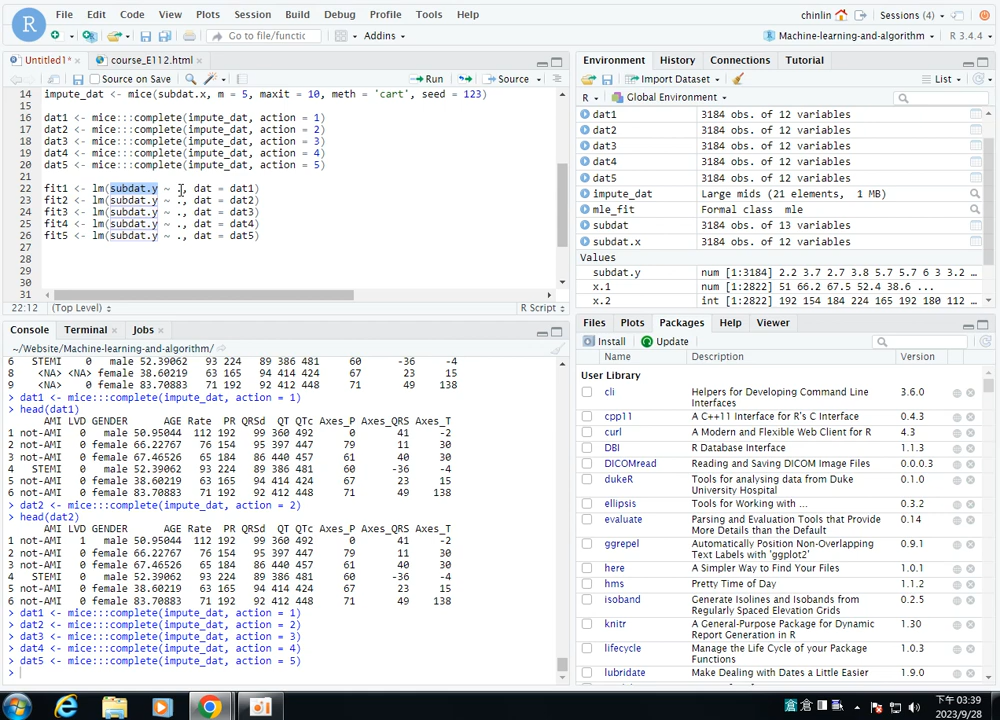 File Edit Code View Plots Session Build Debug Profile Tools Help
chinlin Sessions (4)
Go to file/functic Addins
Machine-learning-and-algorithm R 3.4.4
Untitled1* × course_E112.html ×
Source on Save Run Source
14 impute_dat <- mice(subdat.x, m = 5, maxit = 10, meth = 'cart', seed = 123)
15
16 dat1 <- mice:::complete(impute_dat, action = 1)
17 dat2 <- mice:::complete(impute_dat, action = 2)
18 dat3 <- mice:::complete(impute_dat, action = 3)
19 dat4 <- mice:::complete(impute_dat, action = 4)
20 dat5 <- mice:::complete(impute_dat, action = 5)
21
22 fit1 <- lm(subdat.y ~ ., dat = dat1)
23 fit2 <- lm(subdat.y ~ ., dat = dat2)
24 fit3 <- lm(subdat.y ~ ., dat = dat3)
25 fit4 <- lm(subdat.y ~ ., dat = dat4)
26 fit5 <- lm(subdat.y ~ ., dat = dat5)
27
28
29
30
31
22:12 (Top Level) R Script
Console Terminal × Jobs ×
~/Website/Machine-learning-and-algorithm/
6 STEMI 0 male 52.39062 93 224 89 386 481 60 -36 -4
8 <NA> <NA> female 38.60219 63 165 94 414 424 67 23 15
9 <NA> 0 female 83.70883 71 192 92 412 448 71 49 138
> dat1 <- mice:::complete(impute_dat, action = 1)
> head(dat1)
AMI LVD GENDER AGE Rate PR QRSd QT QTc Axes_P Axes_QRS Axes_T
1 not-AMI 0 male 50.95044 112 192 99 360 492 0 41 -2
2 not-AMI 0 female 66.22767 76 154 95 397 447 79 11 30
3 not-AMI 0 female 67.46526 65 184 86 440 457 61 40 30
4 STEMI 0 male 52.39062 93 224 89 386 481 60 -36 -4
5 not-AMI 0 female 38.60219 63 165 94 414 424 67 23 15
6 not-AMI 0 female 83.70883 71 192 92 412 448 71 49 138
> dat2 <- mice:::complete(impute_dat, action = 2)
> head(dat2)
AMI LVD GENDER AGE Rate PR QRSd QT QTc Axes_P Axes_QRS Axes_T
1 not-AMI 1 male 50.95044 112 192 99 360 492 0 41 -2
2 not-AMI 0 female 66.22767 76 154 95 397 447 79 11 30
3 not-AMI 0 female 67.46526 65 184 86 440 457 61 40 30
4 STEMI 0 male 52.39062 93 224 89 386 481 60 -36 -4
5 not-AMI 0 female 38.60219 63 165 94 414 424 67 23 15
6 not-AMI 0 female 83.70883 71 192 92 412 448 71 49 138
> dat1 <- mice:::complete(impute_dat, action = 1)
> dat2 <- mice:::complete(impute_dat, action = 2)
> dat3 <- mice:::complete(impute_dat, action = 3)
> dat4 <- mice:::complete(impute_dat, action = 4)
> dat5 <- mice:::complete(impute_dat, action = 5)
>
Environment History Connections Tutorial
Import Dataset List
R Global Environment
dat1 3184 obs. of 12 variables
dat2 3184 obs. of 12 variables
dat3 3184 obs. of 12 variables
dat4 3184 obs. of 12 variables
dat5 3184 obs. of 12 variables
impute_dat Large mids (21 elements, 1 MB)
mle_fit Formal class mle
subdat 3184 obs. of 13 variables
subdat.x 3184 obs. of 12 variables
Values
subdat.y num [1:3184] 2.2 3.7 2.7 3.8 5.7 5.7 6 3 3.2 …
x.1 num [1:2822] 51 66.2 67.5 52.4 38.6 ...
x.2 int [1:2822] 192 154 184 224 165 192 180 112 …
Files Plots Packages Help Viewer
Install Update
Name Description Version
User Library
cli Helpers for Developing Command Line Interfaces 3.6.0
cpp11 A C++11 Interface for R's C Interface 0.4.3
curl A Modern and Flexible Web Client for R 4.3
DBI R Database Interface 1.1.3
DICOMread Reading and Saving DICOM Image Files 0.0.0.3
dukeR Tools for analysing data from Duke University Hospital 0.1.0
ellipsis Tools for Working with ... 0.3.2
evaluate Parsing and Evaluation Tools that Provide More Details than the Default 0.14
ggrepel Automatically Position Non-Overlapping Text Labels with 'ggplot2' 0.9.1
here A Simpler Way to Find Your Files 1.0.1
hms Pretty Time of Day 1.1.2
isoband Generate Isolines and Isobands from Regularly Spaced Elevation Grids 0.2.5
knitr A General-Purpose Package for Dynamic Report Generation in R 1.30
lifecycle Manage the Life Cycle of your Package Functions 1.0.3
lubridate Make Dealing with Dates a Little Easier 1.9.0
下午 03:39
2023/9/28